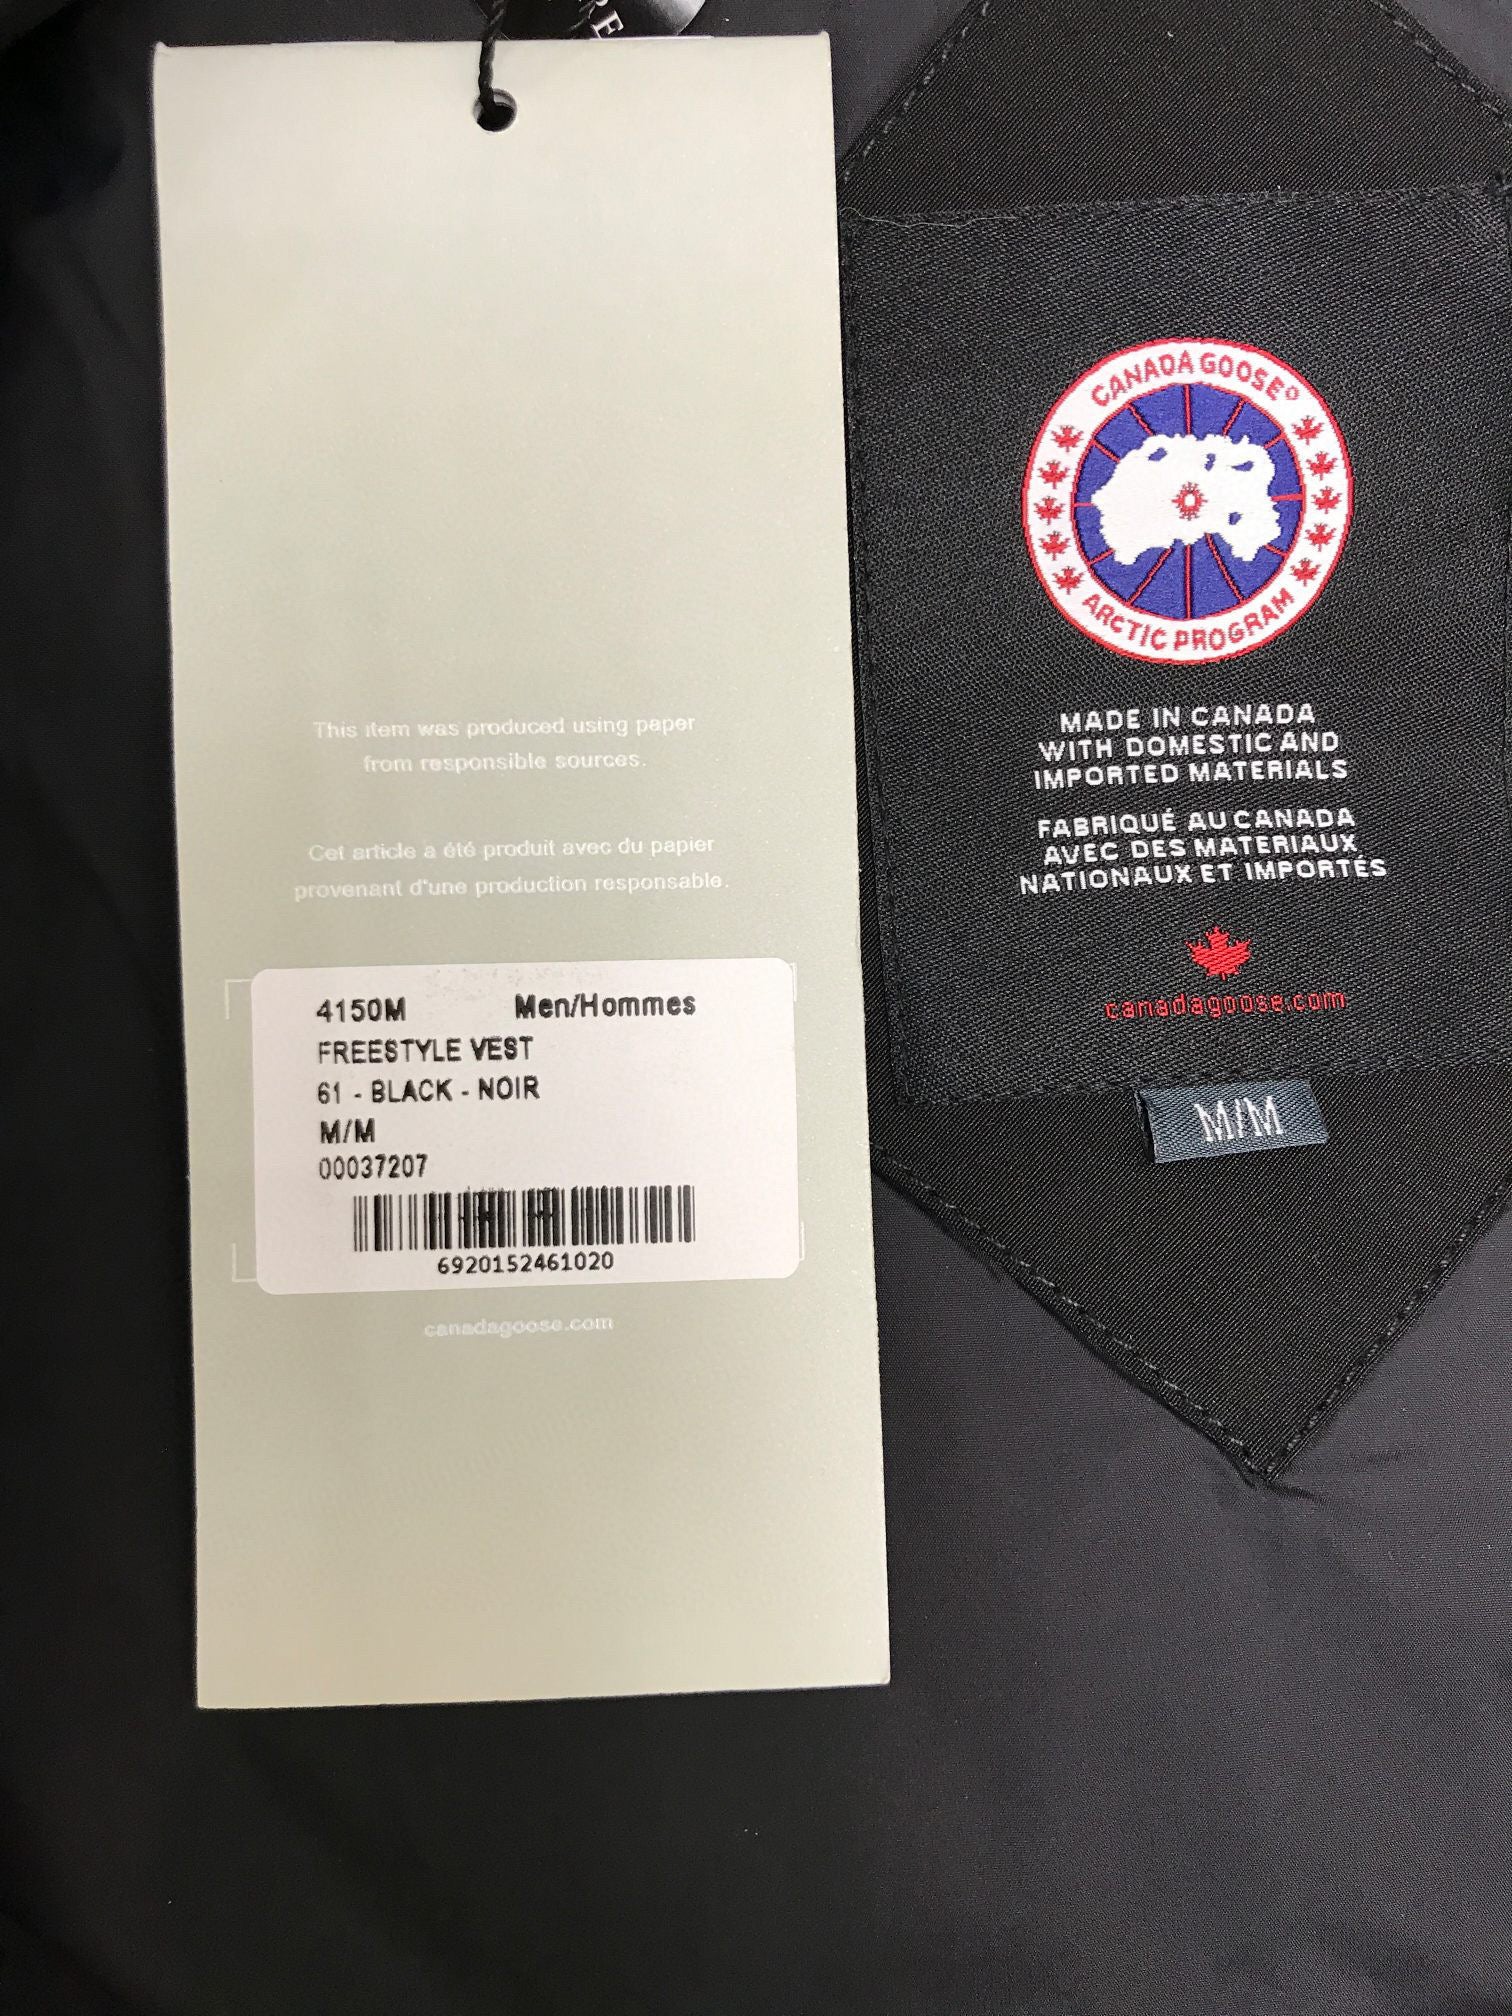 This item was produced using paper
from responsible sources.
Cet article a été produit avec du papier
provenant d'une production responsable.
4150M Men/Hommes
FREESTYLE VEST
61 - BLACK - NOIR
M/M
00037207
6920152461020
canadagoose.com
CANADA GOOSE
ARCTIC PROGRAM
MADE IN CANADA
WITH DOMESTIC AND
IMPORTED MATERIALS
FABRIQUÉ AU CANADA
AVEC DES MATERIAUX
NATIONAUX ET IMPORTÉS
canadagoose.com
M/M